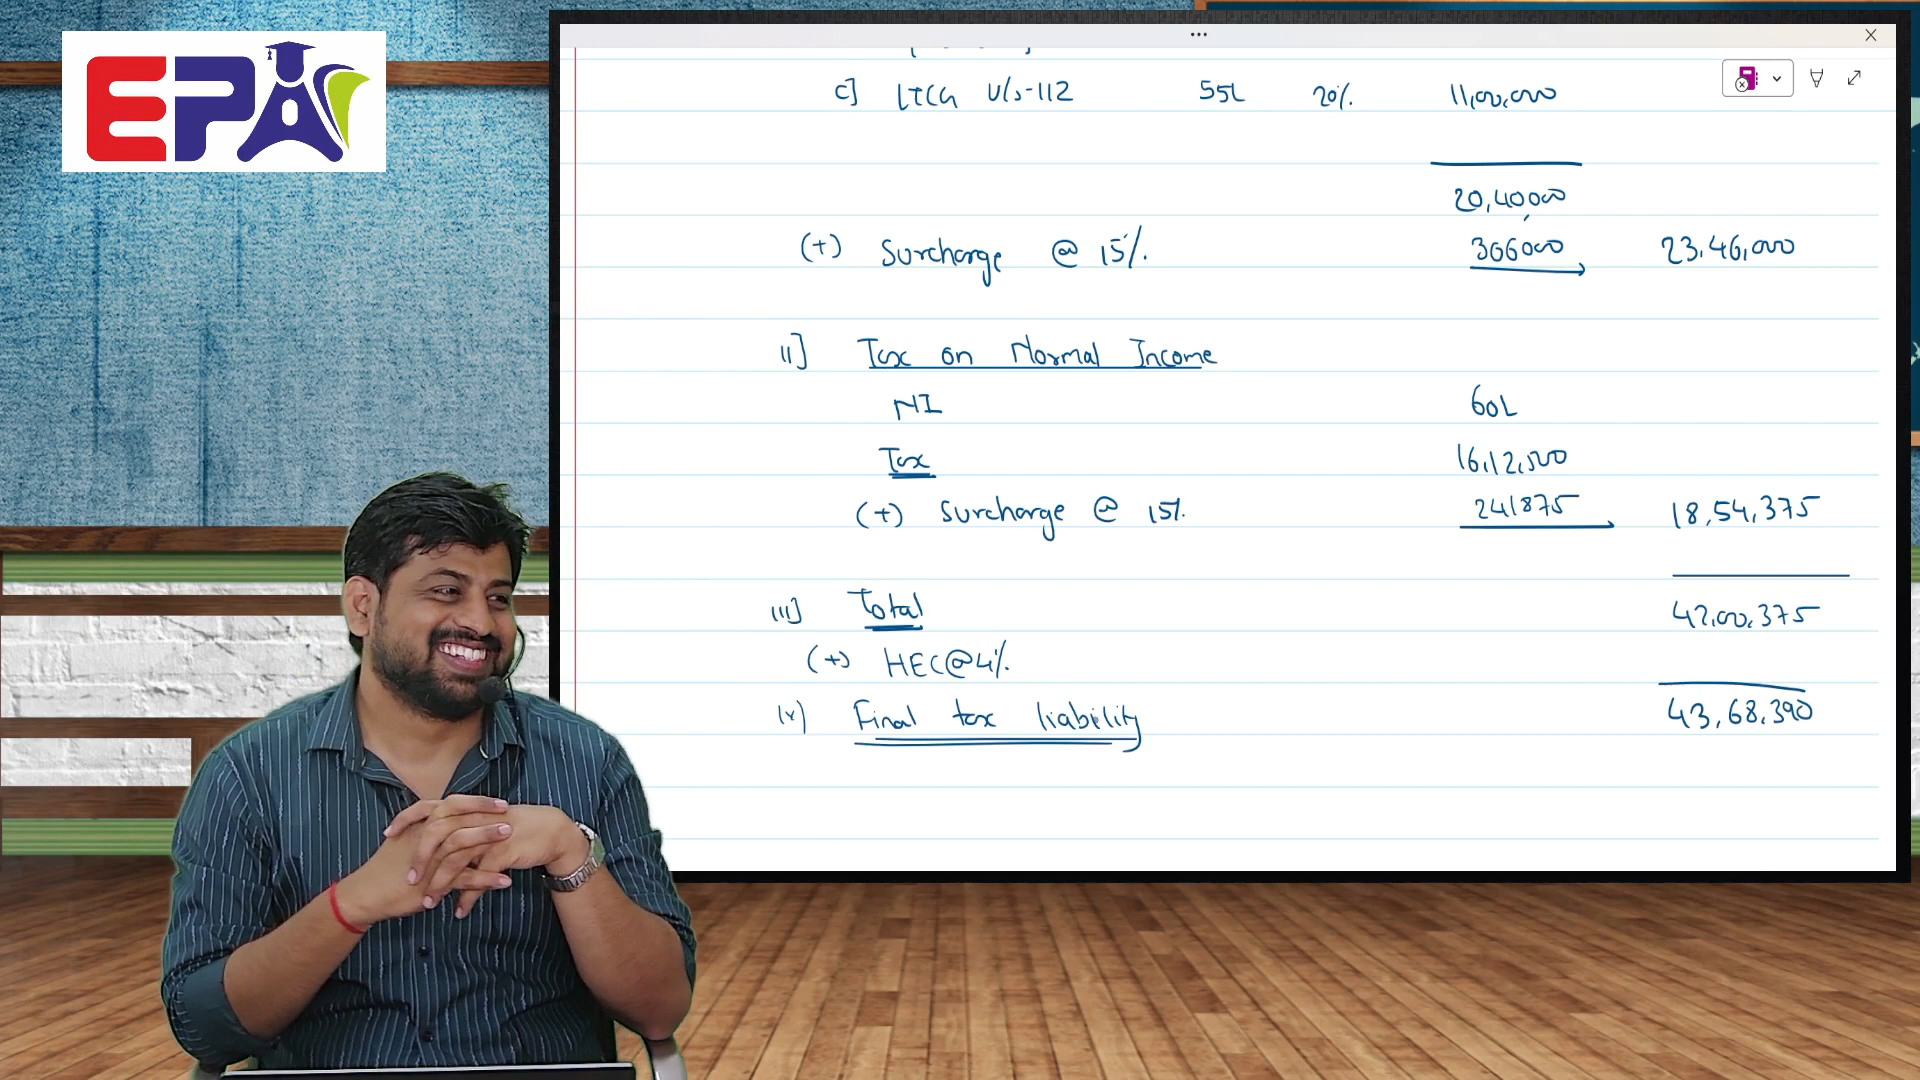 EPA
c] LTCG U/s-112 55L 20% 11,00,000
20,40,000
(+) Surcharge @ 15% 306000 23,46,000
II] Tax on Normal Income
NI 60L
Tax 16,12,500
(+) Surcharge @ 15% 241875 18,54,375
III] Total 42,00,375
(+) HEC@4%
IV) Final tax liability 43,68,390